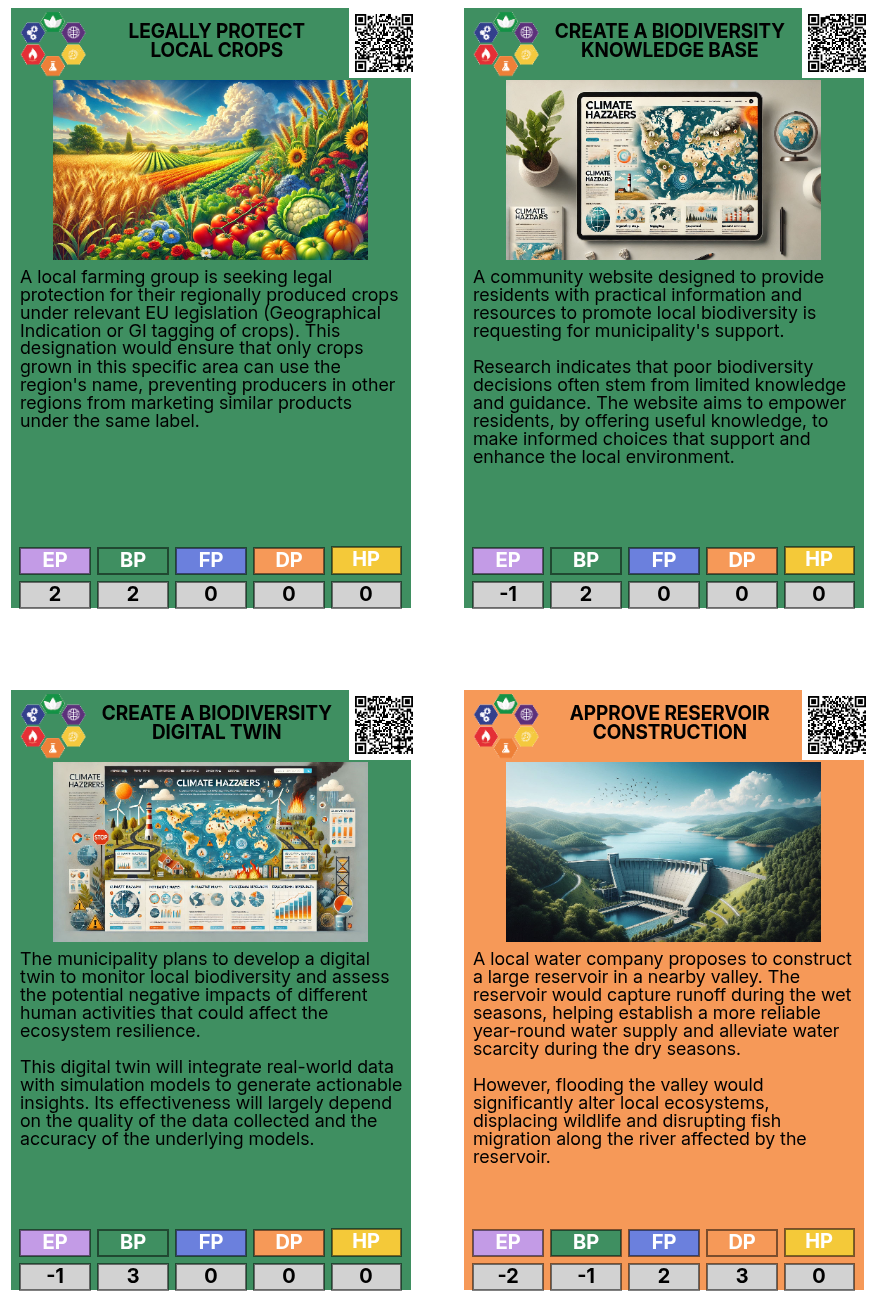 LEGALLY PROTECT
LOCAL CROPS
A local farming group is seeking legal
protection for their regionally produced crops
under relevant EU legislation (Geographical
Indication or GI tagging of crops). This
designation would ensure that only crops
grown in this specific area can use the
region's name, preventing producers in other
regions from marketing similar products
under the same label.
EP BP FP DP HP
2 2 0 0 0
CREATE A BIODIVERSITY
KNOWLEDGE BASE
CLIMATE
HAZZAERS
CLIMATE
HAZDARS
CLIMATE
HAZDARS
A community website designed to provide
residents with practical information and
resources to promote local biodiversity is
requesting for municipality's support.
Research indicates that poor biodiversity
decisions often stem from limited knowledge
and guidance. The website aims to empower
residents, by offering useful knowledge, to
make informed choices that support and
enhance the local environment.
EP BP FP DP HP
-1 2 0 0 0
CREATE A BIODIVERSITY
DIGITAL TWIN
CLIMATE
HAZZERS
CLIMATE HAZZÆRS
STOP
The municipality plans to develop a digital
twin to monitor local biodiversity and assess
the potential negative impacts of different
human activities that could affect the
ecosystem resilience.
This digital twin will integrate real-world data
with simulation models to generate actionable
insights. Its effectiveness will largely depend
on the quality of the data collected and the
accuracy of the underlying models.
EP BP FP DP HP
-1 3 0 0 0
APPROVE RESERVOIR
CONSTRUCTION
A local water company proposes to construct
a large reservoir in a nearby valley. The
reservoir would capture runoff during the wet
seasons, helping establish a more reliable
year-round water supply and alleviate water
scarcity during the dry seasons.
However, flooding the valley would
significantly alter local ecosystems,
displacing wildlife and disrupting fish
migration along the river affected by the
reservoir.
EP BP FP DP HP
-2 -1 2 3 0